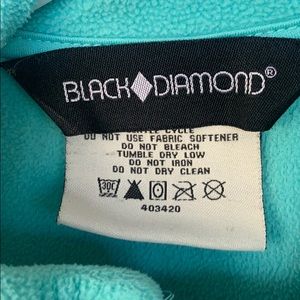 BLACK♦DIAMOND®
CYCLE
DO NOT USE FABRIC SOFTENER
DO NOT BLEACH
TUMBLE DRY LOW
DO NOT IRON
DO NOT DRY CLEAN
403420